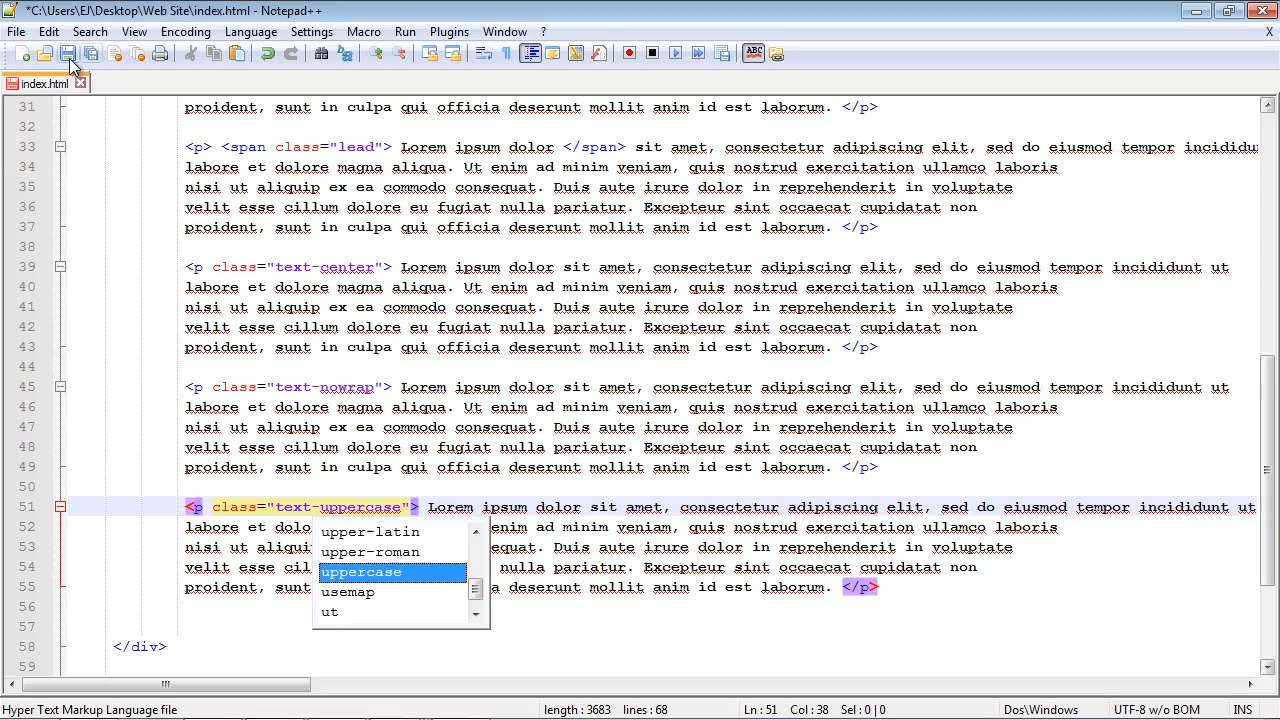 *C:\Users\EJ\Desktop\Web Site\index.html - Notepad++
File Edit Search View Encoding Language Settings Macro Run Plugins Window ? X
ABC
index.html
31 proident, sunt in culpa qui officia deserunt mollit anim id est laborum. </p>
32
33 <p> <span class="lead"> Lorem ipsum dolor </span> sit amet, consectetur adipiscing elit, sed do eiusmod tempor incididu
34 labore et dolore magna aliqua. Ut enim ad minim veniam, quis nostrud exercitation ullamco laboris
35 nisi ut aliquip ex ea commodo consequat. Duis aute irure dolor in reprehenderit in voluptate
36 velit esse cillum dolore eu fugiat nulla pariatur. Excepteur sint occaecat cupidatat non
37 proident, sunt in culpa qui officia deserunt mollit anim id est laborum. </p>
38
39 <p class="text-center"> Lorem ipsum dolor sit amet, consectetur adipiscing elit, sed do eiusmod tempor incididunt ut
40 labore et dolore magna aliqua. Ut enim ad minim veniam, quis nostrud exercitation ullamco laboris
41 nisi ut aliquip ex ea commodo consequat. Duis aute irure dolor in reprehenderit in voluptate
42 velit esse cillum dolore eu fugiat nulla pariatur. Excepteur sint occaecat cupidatat non
43 proident, sunt in culpa qui officia deserunt mollit anim id est laborum. </p>
44
45 <p class="text-nowrap"> Lorem ipsum dolor sit amet, consectetur adipiscing elit, sed do eiusmod tempor incididunt ut
46 labore et dolore magna aliqua. Ut enim ad minim veniam, quis nostrud exercitation ullamco laboris
47 nisi ut aliquip ex ea commodo consequat. Duis aute irure dolor in reprehenderit in voluptate
48 velit esse cillum dolore eu fugiat nulla pariatur. Excepteur sint occaecat cupidatat non
49 proident, sunt in culpa qui officia deserunt mollit anim id est laborum. </p>
50
51 <p class="text-uppercase"> Lorem ipsum dolor sit amet, consectetur adipiscing elit, sed do eiusmod tempor incididunt ut
52 labore et dolo enim ad minim veniam, quis nostrud exercitation ullamco laboris
53 nisi ut aliqui equat. Duis aute irure dolor in reprehenderit in voluptate
54 velit esse cil nulla pariatur. Excepteur sint occaecat cupidatat non
55 proident, sunt a deserunt mollit anim id est laborum. </p>
upper-latin
upper-roman
uppercase
usemap
ut
56
57
58 </div>
59
Hyper Text Markup Language file length : 3683 lines : 68 Ln : 51 Col : 38 Sel : 0 | 0 Dos\Windows UTF-8 w/o BOM INS